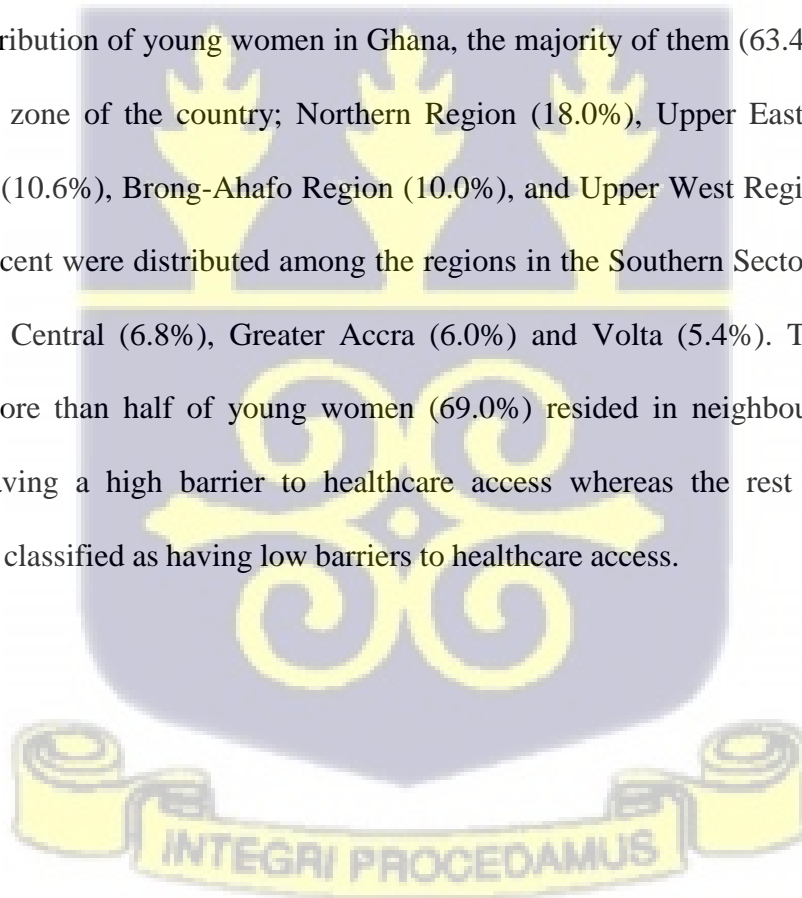 ribution of young women in Ghana, the majority of them (63.4
zone of the country; Northern Region (18.0%), Upper East
(10.6%), Brong-Ahafo Region (10.0%), and Upper West Regi
cent were distributed among the regions in the Southern Secto
Central (6.8%), Greater Accra (6.0%) and Volta (5.4%). T
ore than half of young women (69.0%) resided in neighbou
ving a high barrier to healthcare access whereas the rest
classified as having low barriers to healthcare access.
INTEGRI PROCEDAMUS